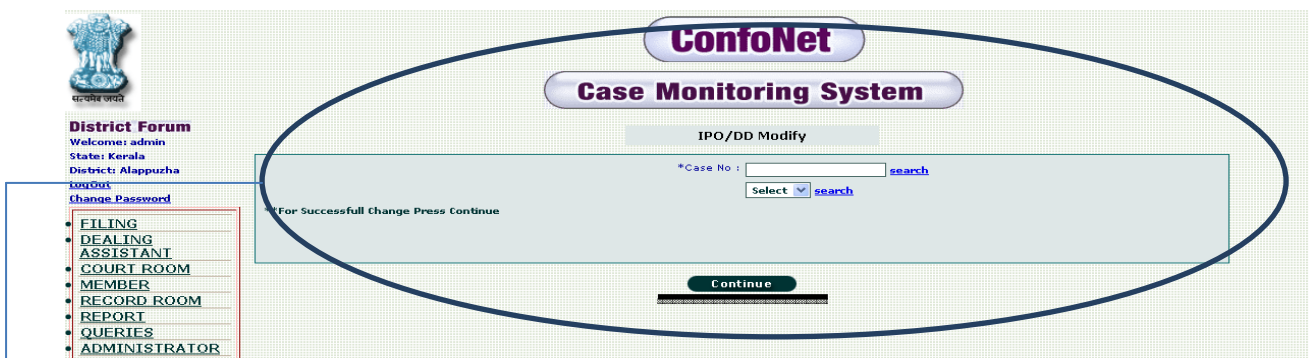 ConfoNet
Case Monitoring System
सत्यमेव जयते
District Forum
Welcome: admin
State: Kerala
District: Alappuzha
LogOut
Change Password
FILING
DEALING
ASSISTANT
COURT ROOM
MEMBER
RECORD ROOM
REPORT
QUERIES
ADMINISTRATOR
IPO/DD Modify
*Case No : search
Select search
**For Successfull Change Press Continue
Continue